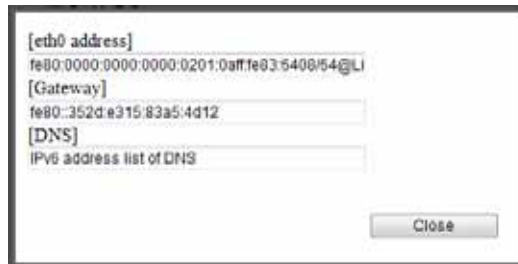 [eth0 address]
fe80:0000:0000:0000:0201:0aff:fe83:6408/64@Li
[Gateway]
fe80::352d:e315:83a5:4d12
[DNS]
IPv6 address list of DNS
Close